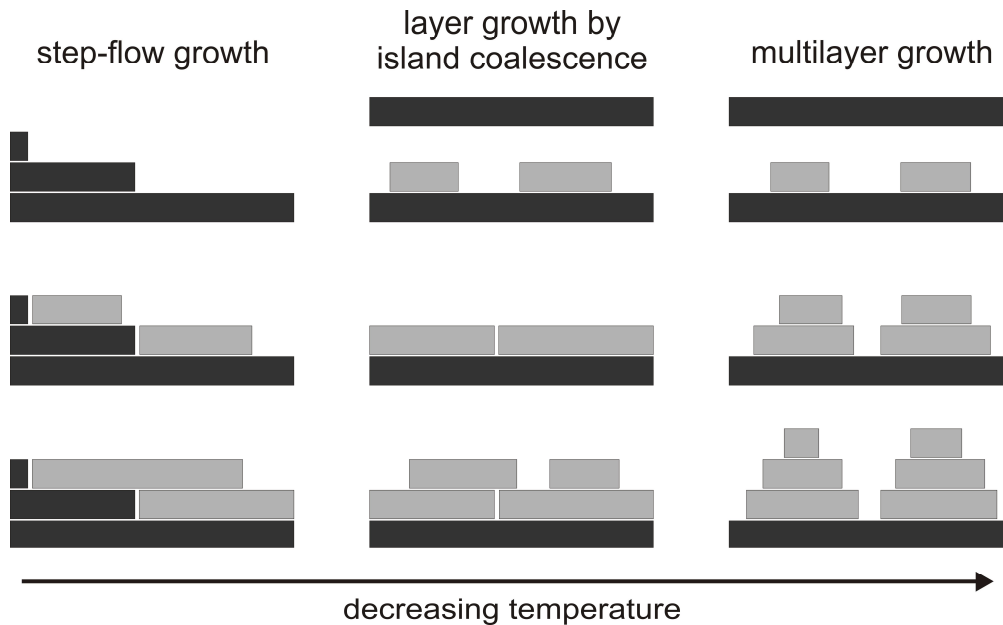 step-flow growth
layer growth by
island coalescence
multilayer growth
decreasing temperature